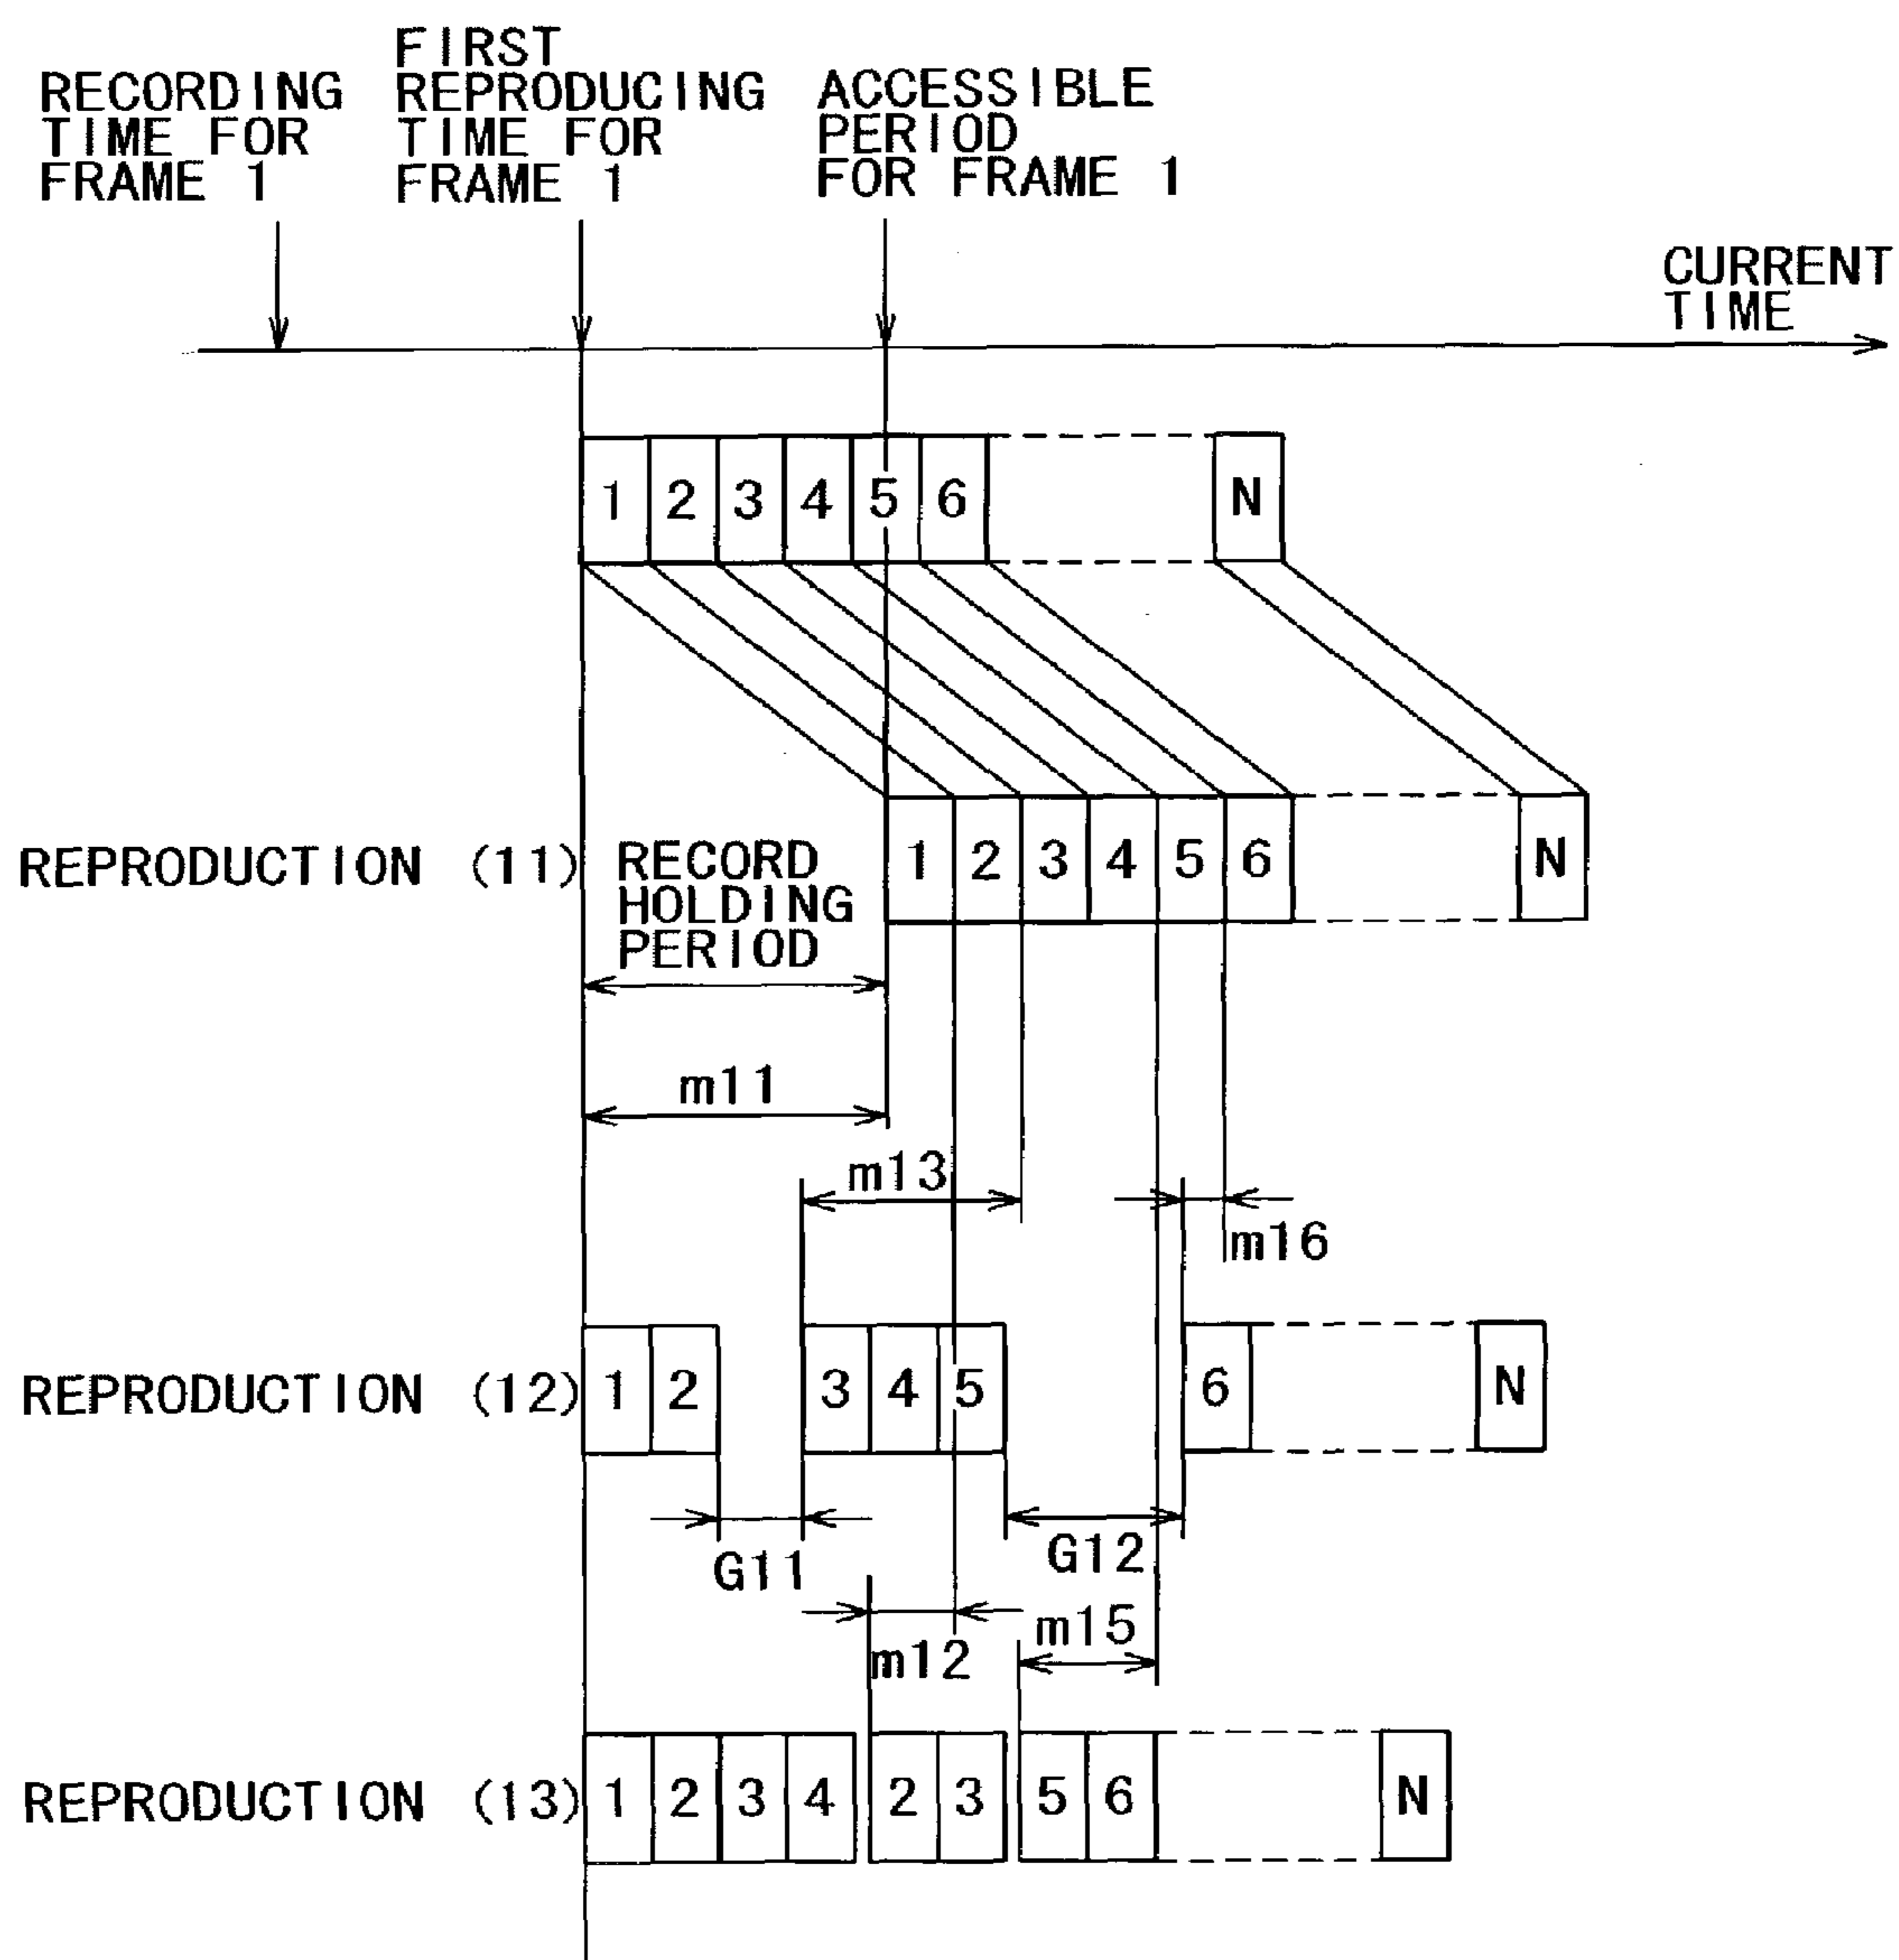 RECORDING
TIME FOR
FRAME 1
FIRST
REPRODUCING
TIME FOR
FRAME 1
ACCESSIBLE
PERIOD
FOR FRAME 1
CURRENT
TIME
1 2 3 4 5 6 N
REPRODUCTION (11)
RECORD
HOLDING
PERIOD
1 2 3 4 5 6 N
m11
m13
m16
REPRODUCTION (12) 1 2 3 4 5 6 N
G11
G12
m12
m15
REPRODUCTION (13) 1 2 3 4 2 3 5 6 N